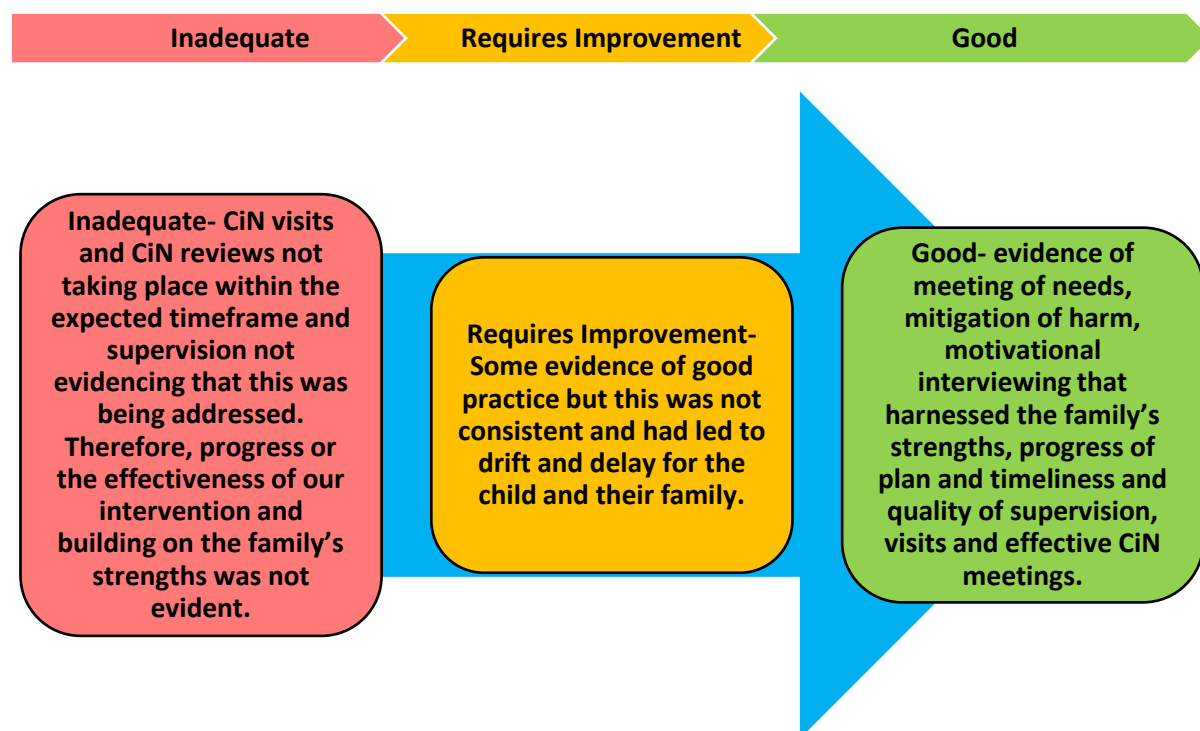 Inadequate
Requires Improvement
Good
Inadequate- CiN visits
and CiN reviews not
taking place within the
expected timeframe and
supervision not
evidencing that this was
being addressed.
Therefore, progress or
the effectiveness of our
intervention and
building on the family’s
strengths was not
evident.
Requires Improvement-
Some evidence of good
practice but this was not
consistent and had led to
drift and delay for the
child and their family.
Good- evidence of
meeting of needs,
mitigation of harm,
motivational
interviewing that
harnessed the family’s
strengths, progress of
plan and timeliness and
quality of supervision,
visits and effective CiN
meetings.